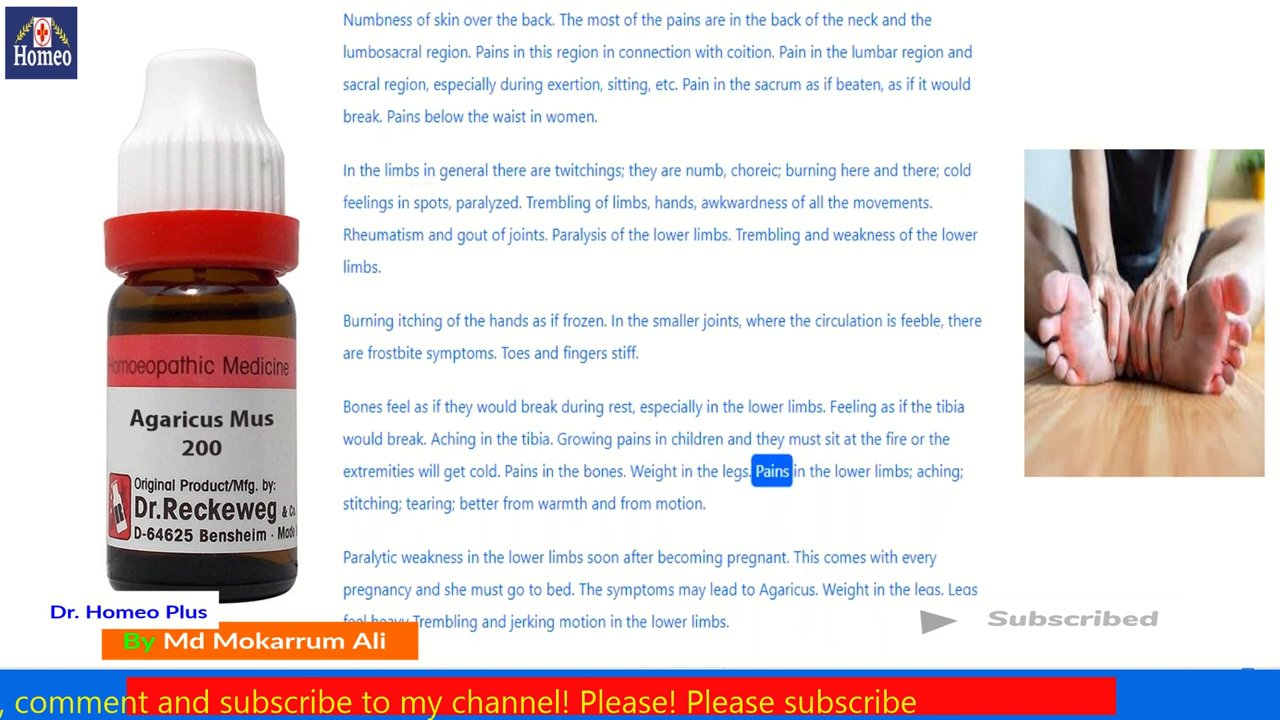 Homeo
Numbness of skin over the back. The most of the pains are in the back of the neck and the
lumbosacral region. Pains in this region in connection with coition. Pain in the lumbar region and
sacral region, especially during exertion, sitting, etc. Pain in the sacrum as if beaten, as if it would
break. Pains below the waist in women.
In the limbs in general there are twitchings; they are numb, choreic; burning here and there; cold
feelings in spots, paralyzed. Trembling of limbs, hands, awkwardness of all the movements.
Rheumatism and gout of joints. Paralysis of the lower limbs. Trembling and weakness of the lower
limbs.
Burning itching of the hands as if frozen. In the smaller joints, where the circulation is feeble, there
are frostbite symptoms. Toes and fingers stiff.
Bones feel as if they would break during rest, especially in the lower limbs. Feeling as if the tibia
would break. Aching in the tibia. Growing pains in children and they must sit at the fire or the
extremities will get cold. Pains in the bones. Weight in the legs. Pains in the lower limbs; aching;
stitching; tearing; better from warmth and from motion.
Paralytic weakness in the lower limbs soon after becoming pregnant. This comes with every
pregnancy and she must go to bed. The symptoms may lead to Agaricus. Weight in the legs. Legs
feel heavy Trembling and jerking motion in the lower limbs.
Homoeopathic Medicine
Agaricus Mus
200
Original Product/Mfg. by:
Dr.Reckeweg & Co.
D-64625 Bensheim · Made
Dr. Homeo Plus
By Md Mokarrum Ali
Subscribed
, comment and subscribe to my channel! Please! Please subscribe